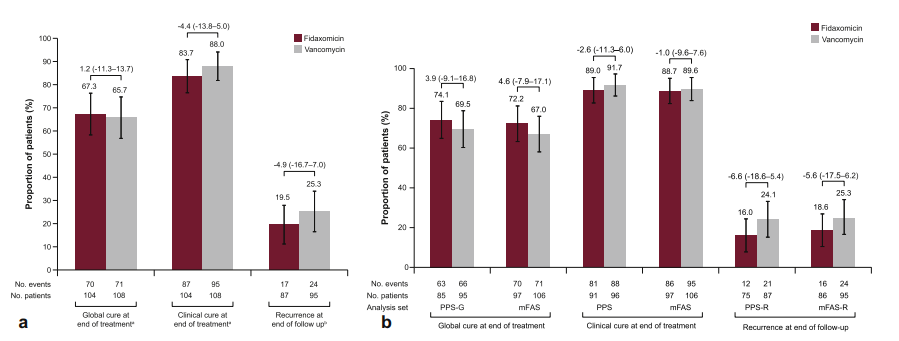 -4.4 (-13.8–5.0)
83.7 88.0
1.2 (-11.3–13.7)
67.3 65.7
-4.9 (-16.7–7.0)
19.5 25.3
Fidaxomicin
Vancomycin
Proportion of patients (%)
100
90
80
70
60
50
40
30
20
10
0
No. events 70 71 87 95 17 24
No. patients 104 108 104 108 87 95
Global cure at Clinical cure at Recurrence at
end of treatmentᵃ end of treatmentᵃ end of follow upᵇ
a
Fidaxomicin
Vancomycin
3.9 (-9.1–16.8)
74.1 69.5
4.6 (-7.9–17.1)
72.2 67.0
-2.6 (-11.3–6.0)
89.0 91.7
-1.0 (-9.6–7.6)
88.7 89.6
-6.6 (-18.6–5.4)
16.0 24.1
-5.6 (-17.5–6.2)
18.6 25.3
Proportion of patients (%)
100
80
60
40
20
0
No. events 63 66 70 71 81 88 86 95 12 21 16 24
No. patients 85 95 97 106 91 96 97 106 75 87 86 95
Analysis set PPS-G mFAS PPS mFAS PPS-R mFAS-R
Global cure at end of treatment Clinical cure at end of treatment Recurrence at end of follow-up
b